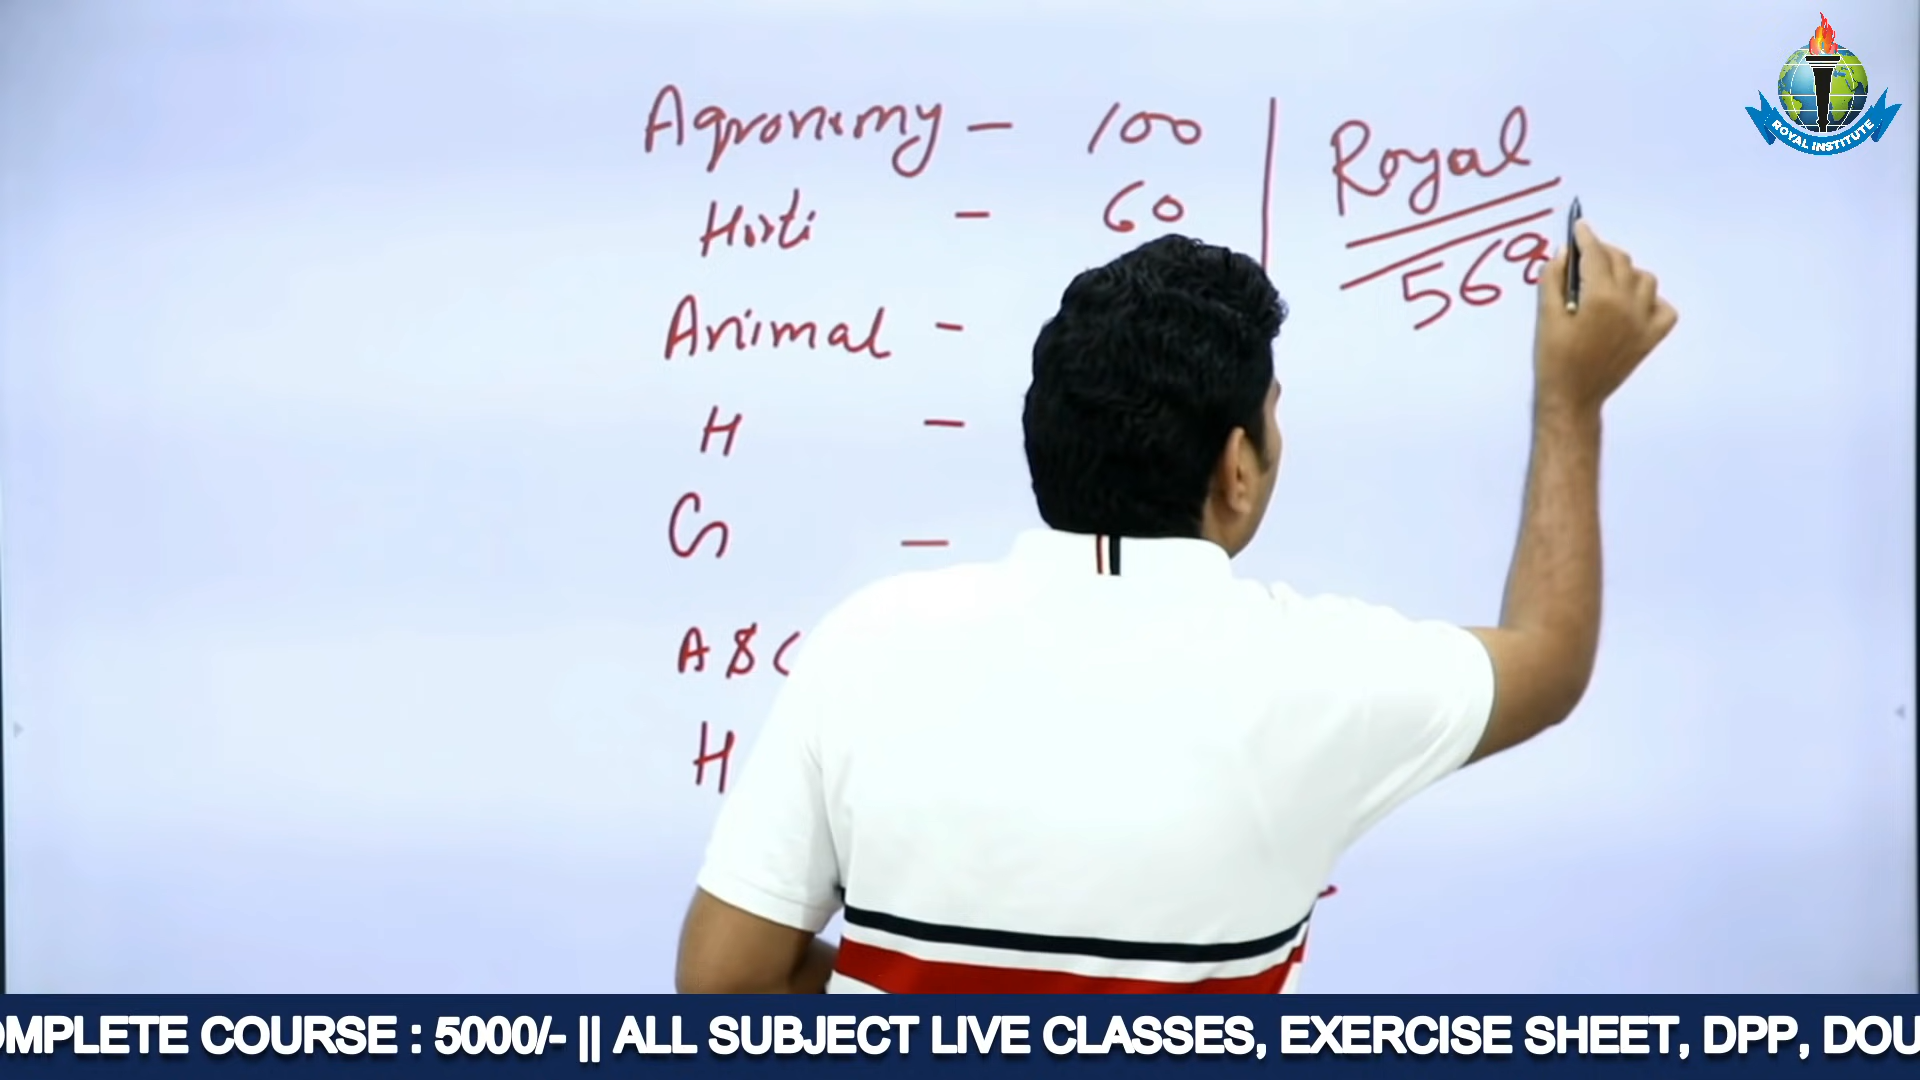 Agronomy - 100
Horti - 60
Animal -
H -
G -
A & C
H
Royal
568
ROYAL INSTITUTE
OMPLETE COURSE : 5000/- || ALL SUBJECT LIVE CLASSES, EXERCISE SHEET, DPP, DOU